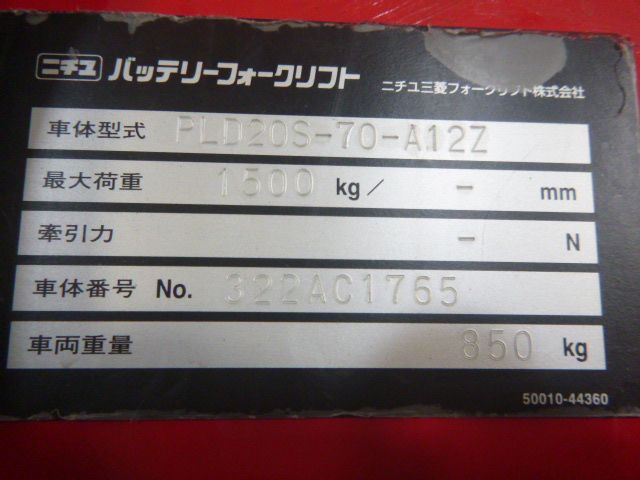 ニチユ バッテリーフォークリフト ニチユ三菱フォークリフト株式会社
車体型式 PLD20S-70-A12Z
最大荷重 1500 kg/ - mm
牽引力 - N
車体番号 No. 322AC1765
車両重量 850 kg
50010-44360